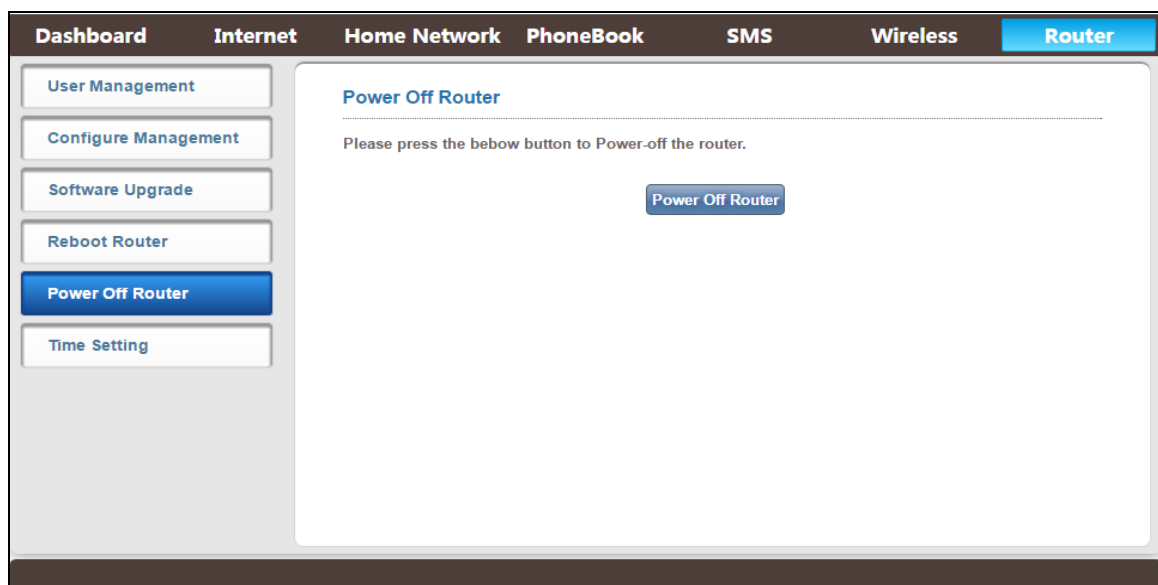 Dashboard Internet Home Network PhoneBook SMS Wireless Router
User Management
Configure Management
Software Upgrade
Reboot Router
Power Off Router
Time Setting
Power Off Router
Please press the bebow button to Power-off the router.
Power Off Router